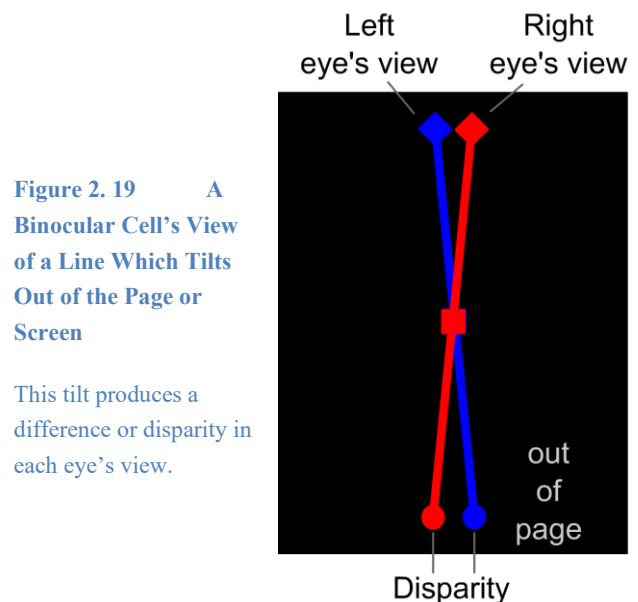 Left
eye's view
Right
eye's view
Figure 2. 19 A
Binocular Cell’s View
of a Line Which Tilts
Out of the Page or
Screen
This tilt produces a
difference or disparity in
each eye’s view.
out
of
page
Disparity